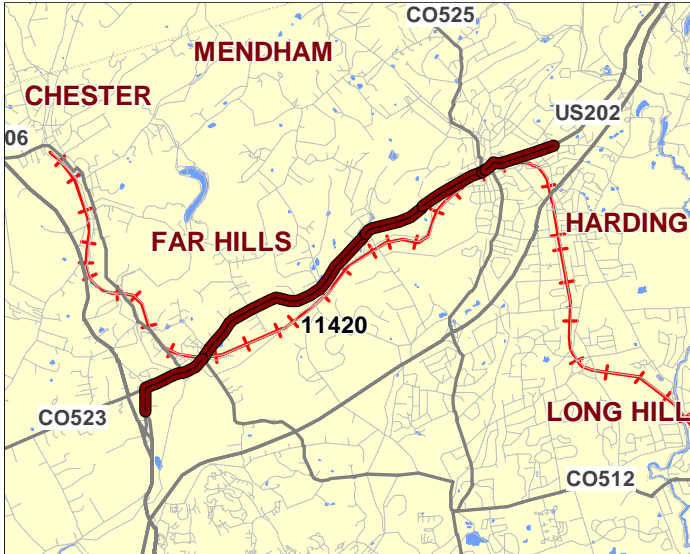 CO525
MENDHAM
CHESTER
US202
06
HARDING
FAR HILLS
11420
CO523
LONG HILL
CO512